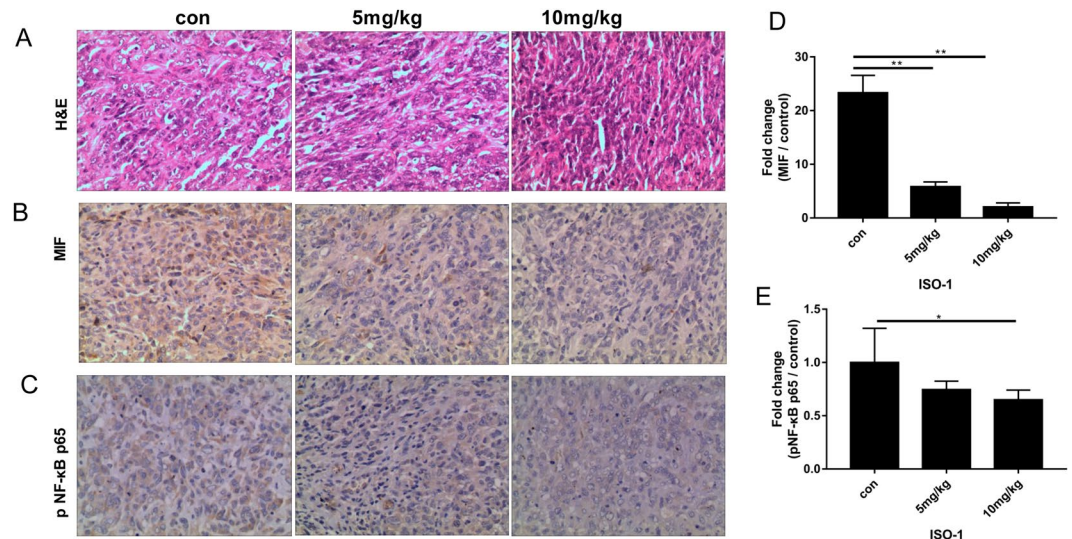 con 5mg/kg 10mg/kg
A
H&E
B
MIF
C
p NF-κB p65
D
**
**
30
20
10
0
Fold change
(MIF / control)
con
5mg/kg
10mg/kg
ISO-1
E
*
1.5
1.0
0.5
0.0
Fold change
(pNF-κB p65 / control)
con
5mg/kg
10mg/kg
ISO-1